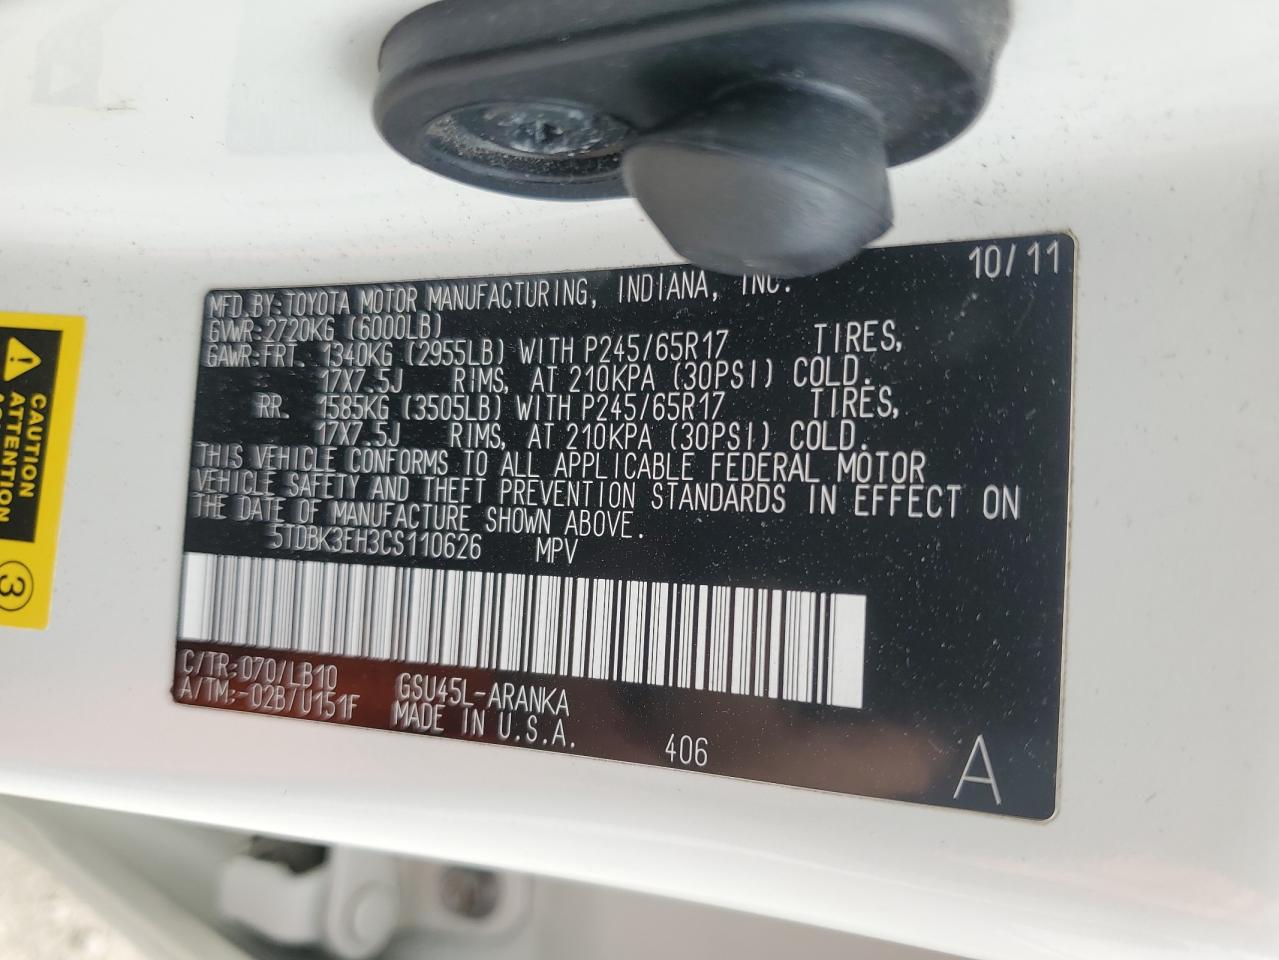 10/11
MFD.BY:TOYOTA MOTOR MANUFACTURING, INDIANA, INC.
GVWR:2720KG (6000LB)
GAWR:FRT. 1340KG (2955LB) WITH P245/65R17 TIRES,
17X7.5J RIMS, AT 210KPA (30PSI) COLD.
RR. 1585KG (3505LB) WITH P245/65R17 TIRES,
17X7.5J RIMS, AT 210KPA (30PSI) COLD.
THIS VEHICLE CONFORMS TO ALL APPLICABLE FEDERAL MOTOR
VEHICLE SAFETY AND THEFT PREVENTION STANDARDS IN EFFECT ON
THE DATE OF MANUFACTURE SHOWN ABOVE.
5TDBK3EH3CS110626 MPV
C/TR:070/LB10 GSU45L-ARANKA
A/TM:-02B/U151F MADE IN U.S.A.
406
A
CAUTION
ATTENTION
3